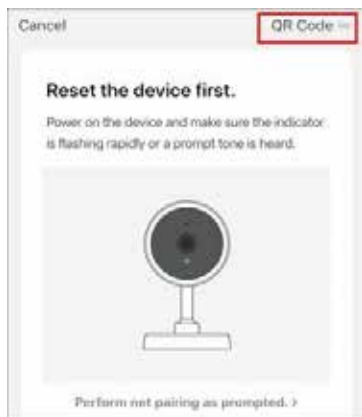 Cancel QR Code
Reset the device first.
Power on the device and make sure the indicator
is flashing rapidly or a prompt tone is heard.
Perform net pairing as prompted. >